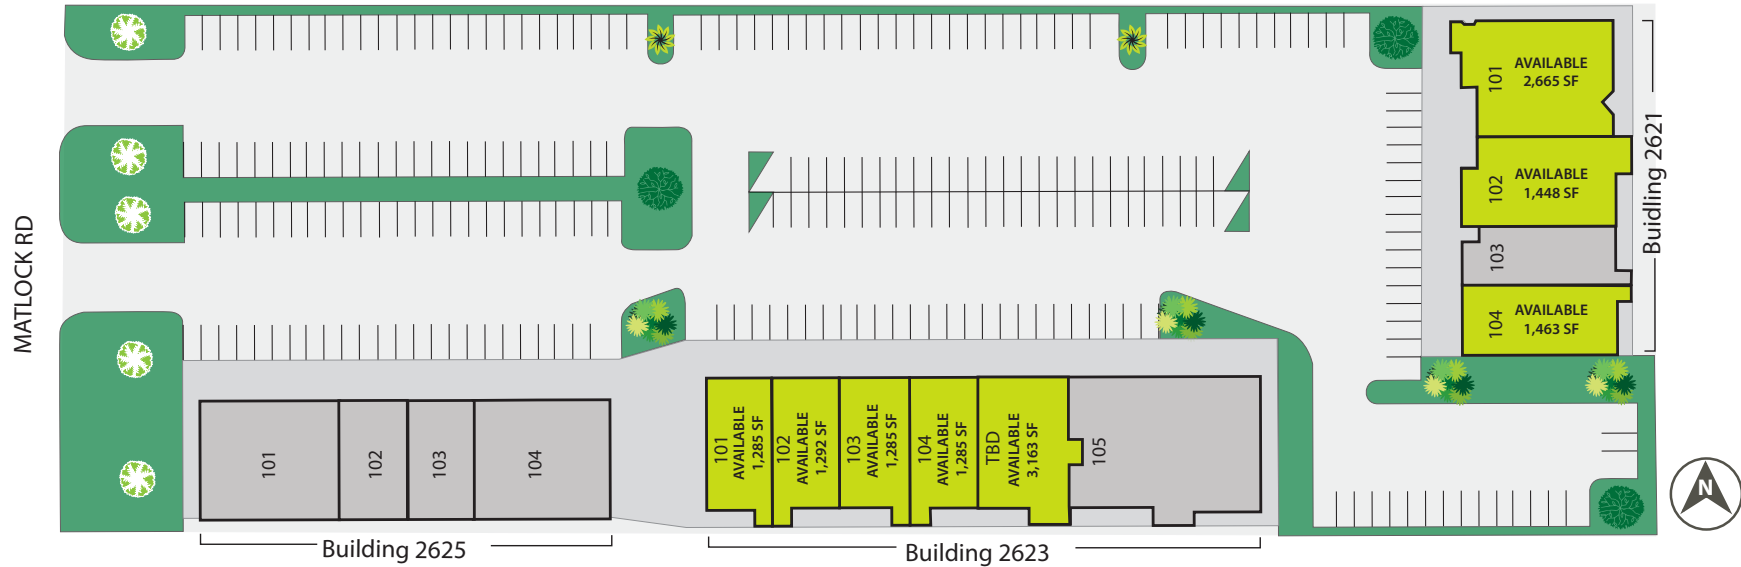 MATLOCK RD
101
AVAILABLE
2,665 SF
102
AVAILABLE
1,448 SF
103
104
AVAILABLE
1,463 SF
Buidling 2621
101
102
103
104
Building 2625
101
AVAILABLE
1,285 SF
102
AVAILABLE
1,292 SF
103
AVAILABLE
1,285 SF
104
AVAILABLE
1,285 SF
TBD
AVAILABLE
3,163 SF
105
Building 2623
N